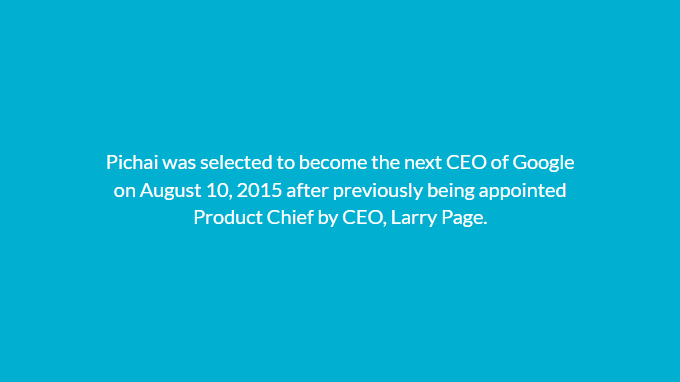 Pichai was selected to become the next CEO of Google
on August 10, 2015 after previously being appointed
Product Chief by CEO, Larry Page.